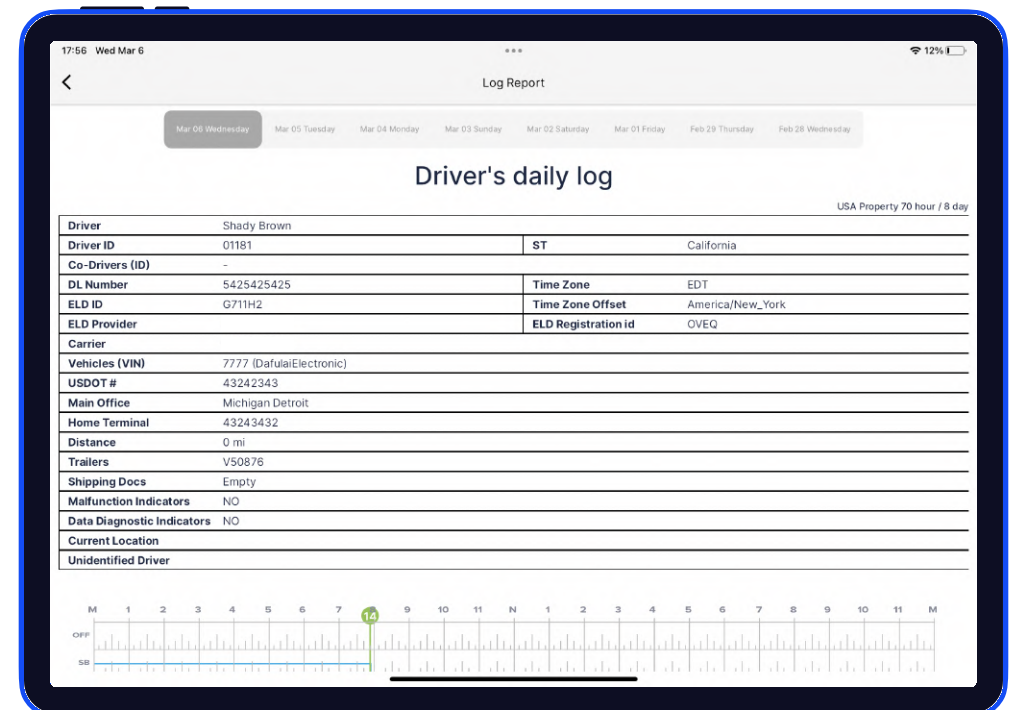 17:56 Wed Mar 6
12%
Log Report
Mar 06 Wednesday Mar 05 Tuesday Mar 04 Monday Mar 03 Sunday Mar 02 Saturday Mar 01 Friday Feb 29 Thursday Feb 28 Wednesday
Driver's daily log
USA Property 70 hour / 8 day
Driver Shady Brown
Driver ID 01181 ST California
Co-Drivers (ID) -
DL Number 5425425425 Time Zone EDT
ELD ID G711H2 Time Zone Offset America/New_York
ELD Provider ELD Registration id OVEQ
Carrier
Vehicles (VIN) 7777 (DafulaiElectronic)
USDOT # 43242343
Main Office Michigan Detroit
Home Terminal 43243432
Distance 0 mi
Trailers V50876
Shipping Docs Empty
Malfunction Indicators NO
Data Diagnostic Indicators NO
Current Location
Unidentified Driver
M 1 2 3 4 5 6 7 9 10 11 N 1 2 3 4 5 6 7 8 9 10 11 M
14
OFF
SB